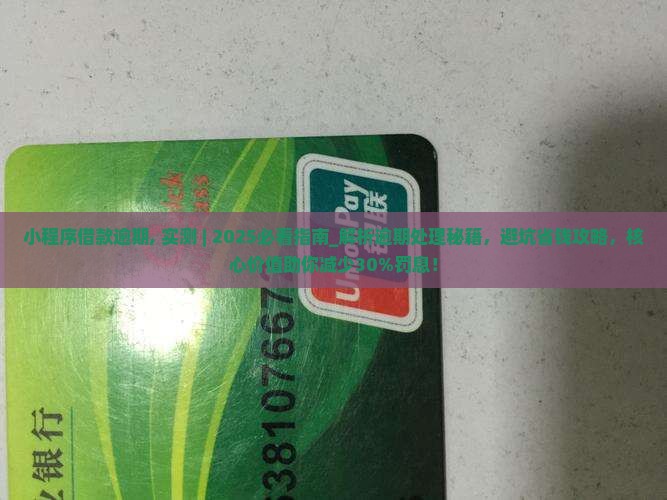 小程序借款逾期, 实测 | 2025必看指南_解析逾期处理秘籍，避坑省钱攻略，核
心价值助你减少30%罚息！
UnionPay
银联
38107667
业银行